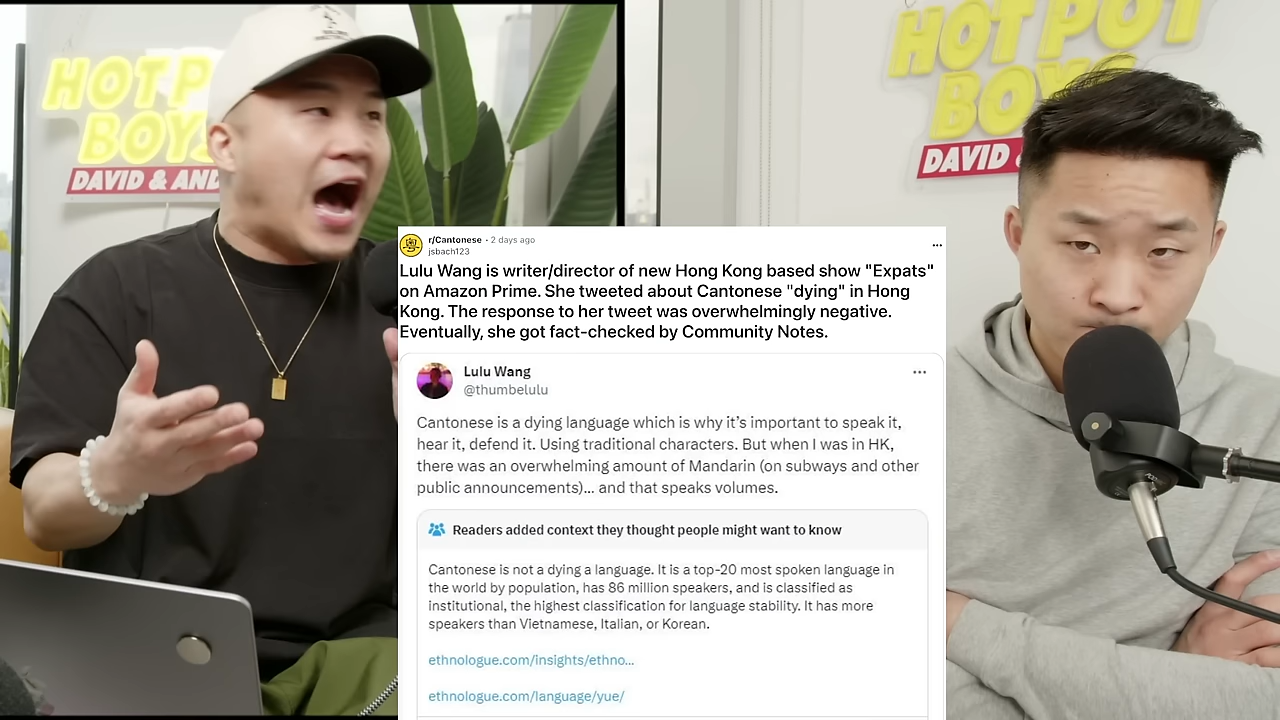 HOT P
BOYS
DAVID & AND
HOT POT
BOY
DAVID
r/Cantonese · 2 days ago
jsbach123
Lulu Wang is writer/director of new Hong Kong based show "Expats"
on Amazon Prime. She tweeted about Cantonese "dying" in Hong
Kong. The response to her tweet was overwhelmingly negative.
Eventually, she got fact-checked by Community Notes.
Lulu Wang
@thumbelulu
Cantonese is a dying language which is why it’s important to speak it,
hear it, defend it. Using traditional characters. But when I was in HK,
there was an overwhelming amount of Mandarin (on subways and other
public announcements)... and that speaks volumes.
Readers added context they thought people might want to know
Cantonese is not a dying a language. It is a top-20 most spoken language in
the world by population, has 86 million speakers, and is classified as
institutional, the highest classification for language stability. It has more
speakers than Vietnamese, Italian, or Korean.
ethnologue.com/insights/ethno...
ethnologue.com/language/yue/